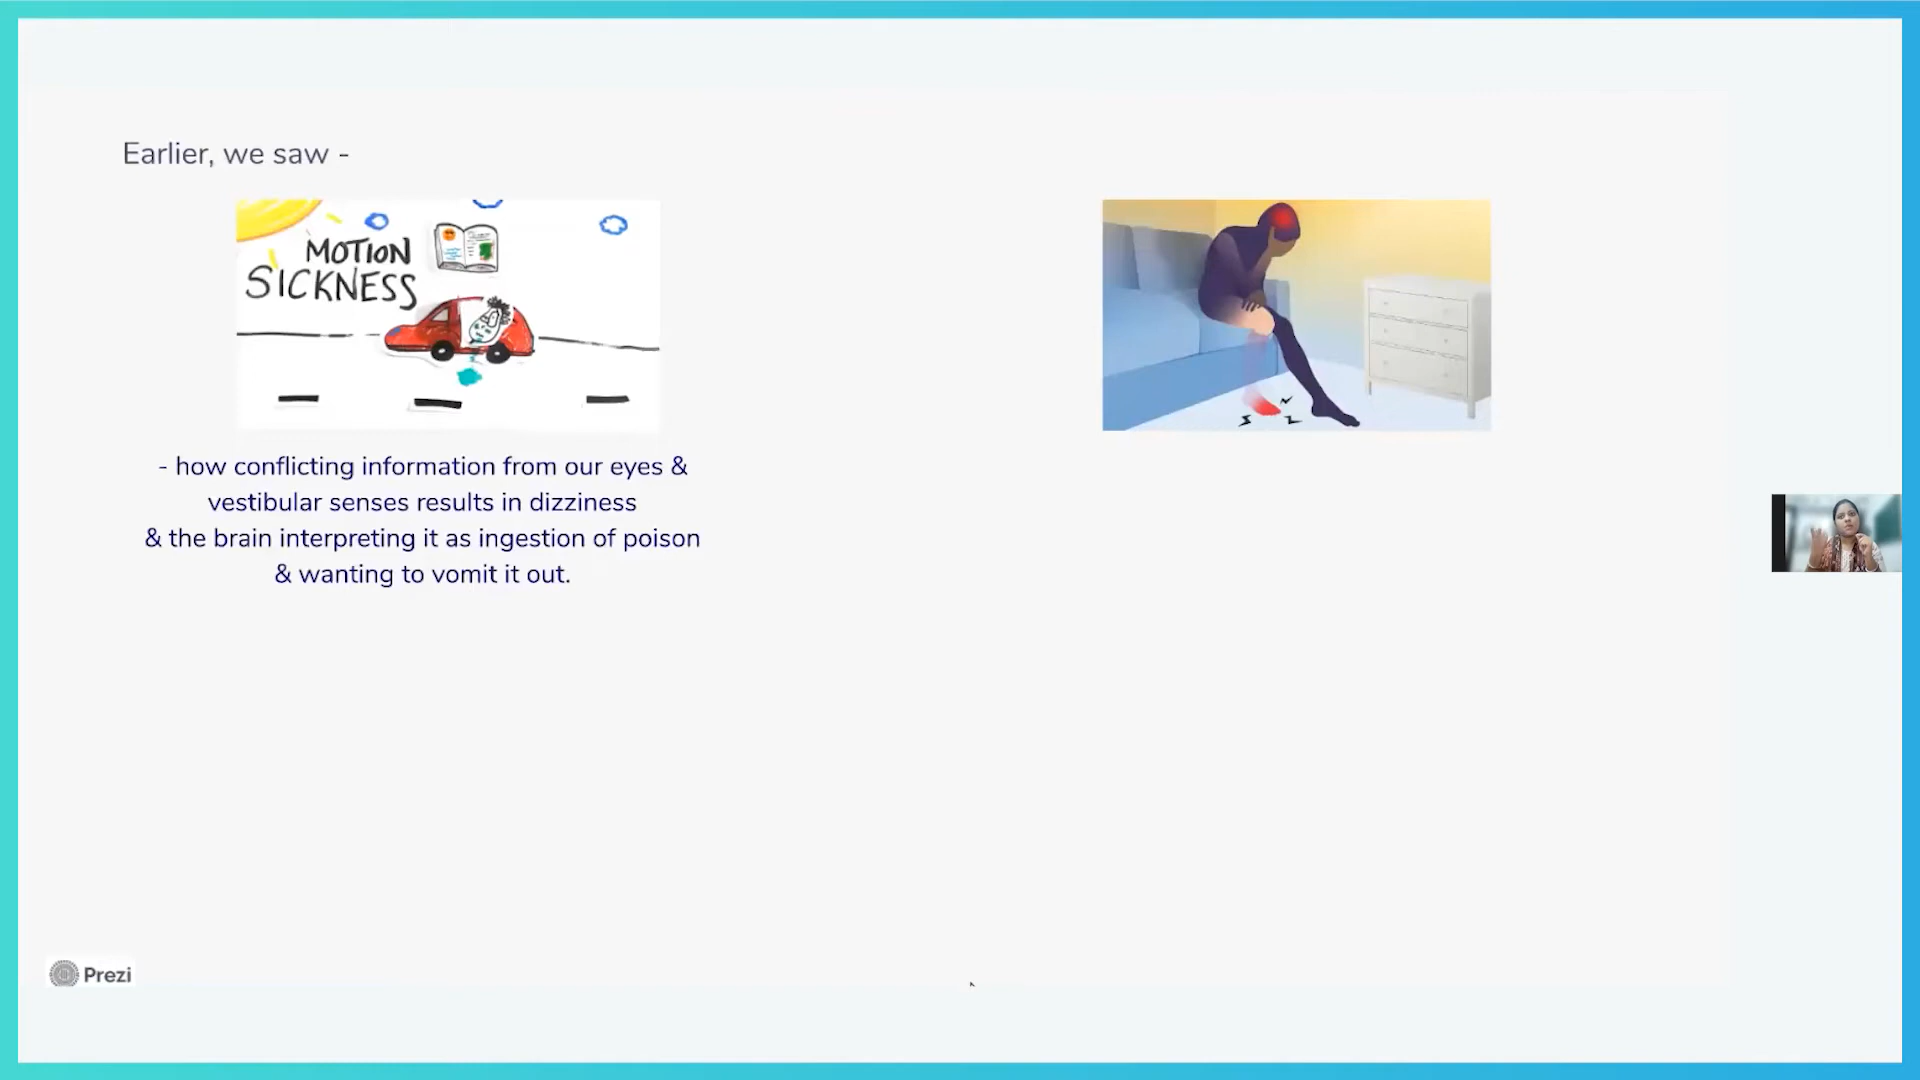 Earlier, we saw -
MOTION
SICKNESS
- how conflicting information from our eyes &
vestibular senses results in dizziness
& the brain interpreting it as ingestion of poison
& wanting to vomit it out.
Prezi